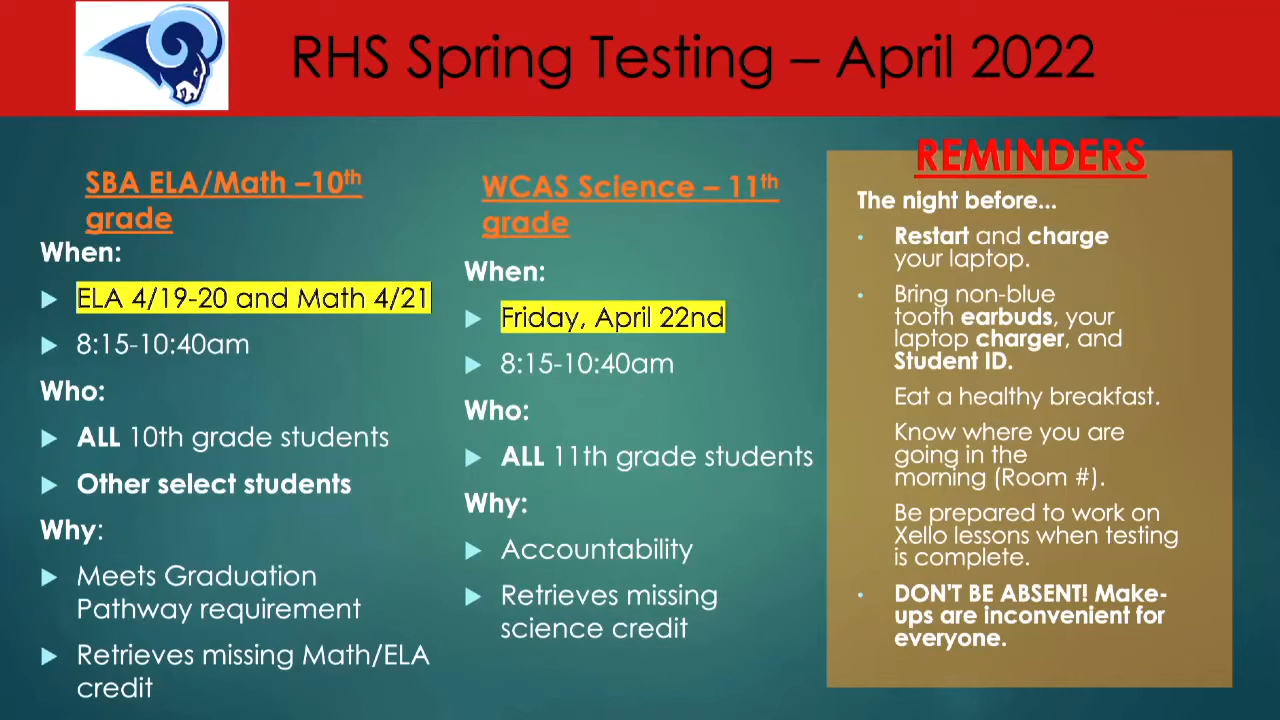 RHS Spring Testing – April 2022
SBA ELA/Math –10th
grade
When:
ELA 4/19-20 and Math 4/21
8:15-10:40am
Who:
ALL 10th grade students
Other select students
Why:
Meets Graduation
Pathway requirement
Retrieves missing Math/ELA
credit
WCAS Science – 11th
grade
When:
Friday, April 22nd
8:15-10:40am
Who:
ALL 11th grade students
Why:
Accountability
Retrieves missing
science credit
REMINDERS
The night before...
Restart and charge
your laptop.
Bring non-blue
tooth earbuds, your
laptop charger, and
Student ID.
Eat a healthy breakfast.
Know where you are
going in the
morning (Room #).
Be prepared to work on
Xello lessons when testing
is complete.
DON'T BE ABSENT! Make-
ups are inconvenient for
everyone.